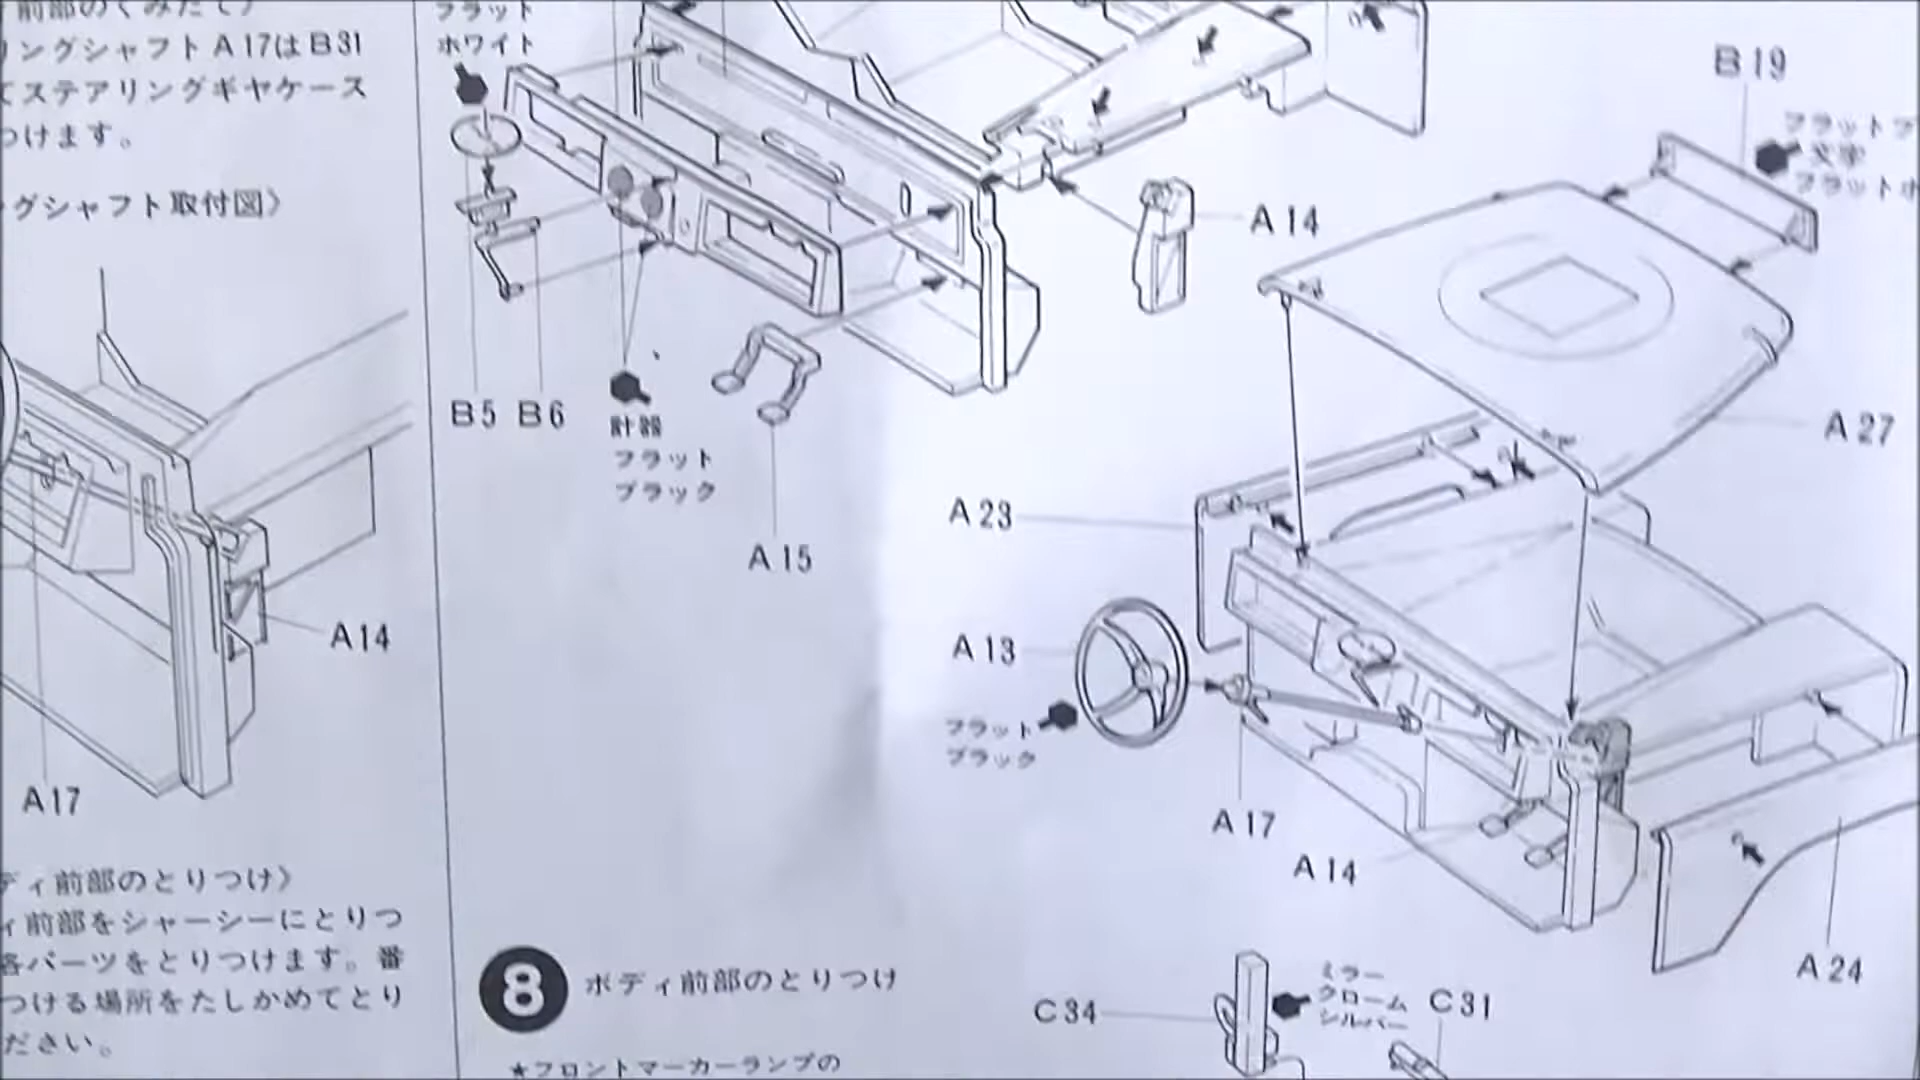 前部のくみたて〉
リングシャフトA17はB31
てステアリングギヤケース
つけます。
グシャフト取付図〉
A14
A17
ディ前部のとりつけ〉
ィ前部をシャーシーにとりつ
各パーツをとりつけます。番
つける場所をたしかめてとり
ださい。
フラット
ホワイト
B5 B6
計器
フラット
ブラック
A15
A14
B19
文字
A27
A23
A13
フラット
ブラック
A17
A14
A24
8 ボディ前部のとりつけ
★フロントマーカーランプの
C34
ミラー
クローム
シルバー
C31